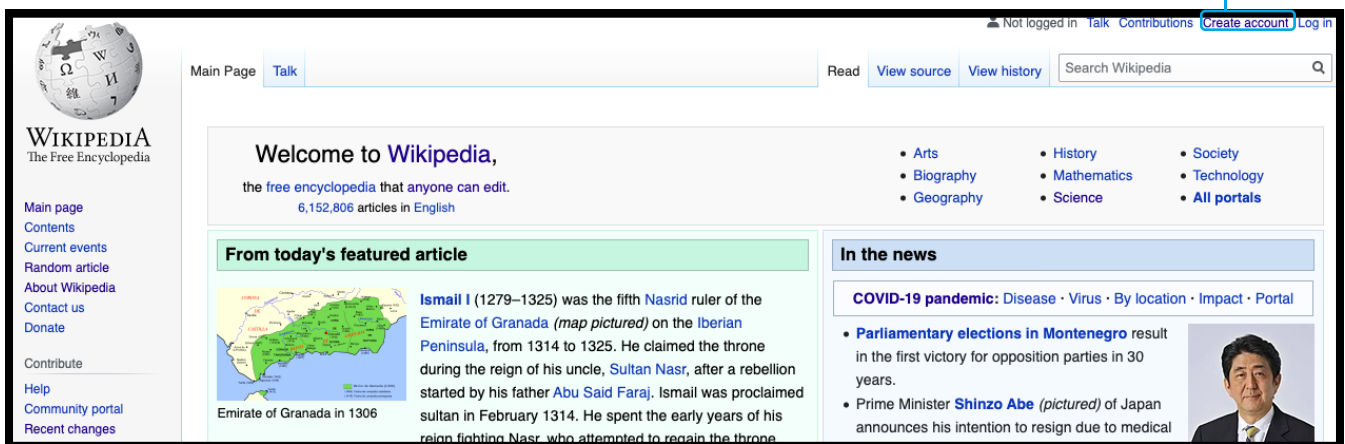 Not logged in Talk Contributions Create account Log in
Main Page Talk
Read View source View history Search Wikipedia
WIKIPEDIA
The Free Encyclopedia
Main page
Contents
Current events
Random article
About Wikipedia
Contact us
Donate
Contribute
Help
Community portal
Recent changes
Welcome to Wikipedia,
the free encyclopedia that anyone can edit.
6,152,806 articles in English
• Arts
• Biography
• Geography
• History
• Mathematics
• Science
• Society
• Technology
• All portals
From today's featured article
Emirate of Granada in 1306
Ismail I (1279–1325) was the fifth Nasrid ruler of the
Emirate of Granada (map pictured) on the Iberian
Peninsula, from 1314 to 1325. He claimed the throne
during the reign of his uncle, Sultan Nasr, after a rebellion
started by his father Abu Said Faraj. Ismail was proclaimed
sultan in February 1314. He spent the early years of his
reign fighting Nasr, who attempted to regain the throne
In the news
COVID-19 pandemic: Disease · Virus · By location · Impact · Portal
• Parliamentary elections in Montenegro result
in the first victory for opposition parties in 30
years.
• Prime Minister Shinzo Abe (pictured) of Japan
announces his intention to resign due to medical